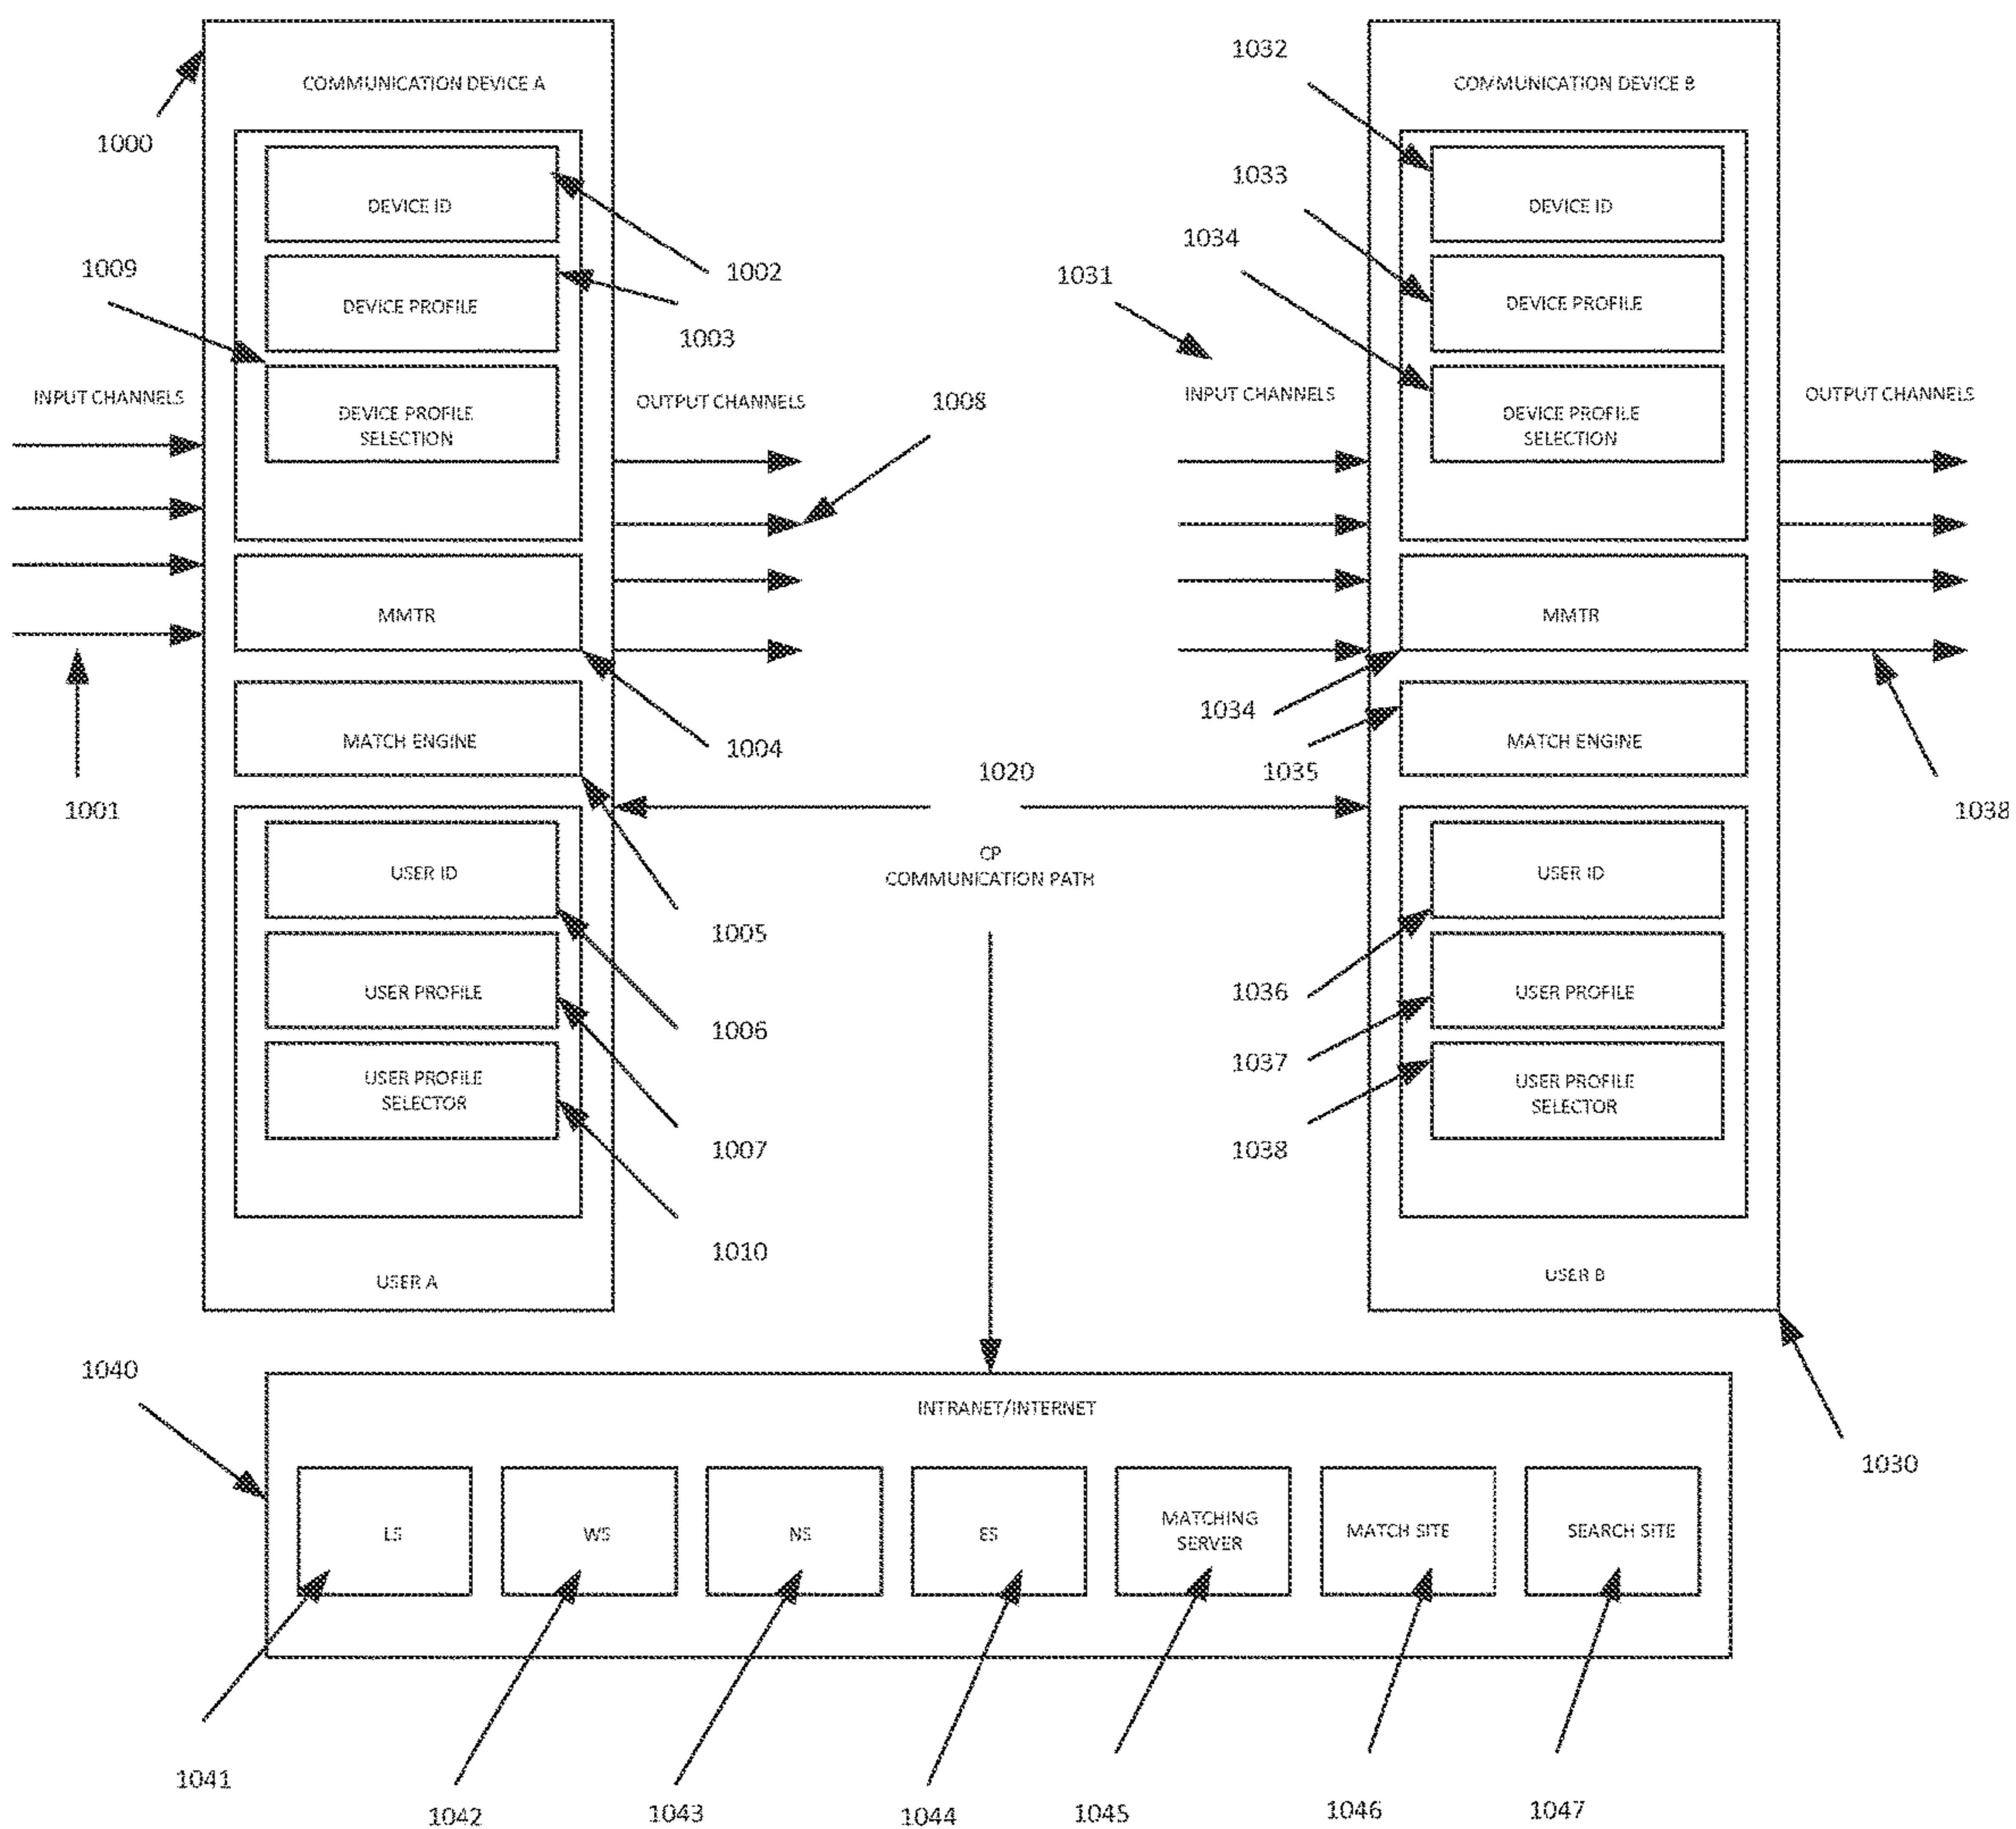 COMMUNICATION DEVICE A
1000
DEVICE ID
1002
1009
DEVICE PROFILE
1003
INPUT CHANNELS
DEVICE PROFILE
SELECTION
OUTPUT CHANNELS
1008
MMTR
1004
1001
MATCH ENGINE
1005
USER ID
1006
USER PROFILE
1007
USER PROFILE
SELECTOR
1010
USER A
1020
CP
COMMUNICATION PATH
COMMUNICATION DEVICE B
1032
DEVICE ID
1033
1034
1031
DEVICE PROFILE
INPUT CHANNELS
DEVICE PROFILE
SELECTION
OUTPUT CHANNELS
MMTR
1034
1035
MATCH ENGINE
1038
USER ID
1036
USER PROFILE
1037
USER PROFILE
SELECTOR
1038
USER B
1030
1040
INTRANET/INTERNET
LS
WS
NS
ES
MATCHING
SERVER
MATCH SITE
SEARCH SITE
1041
1042
1043
1044
1045
1046
1047